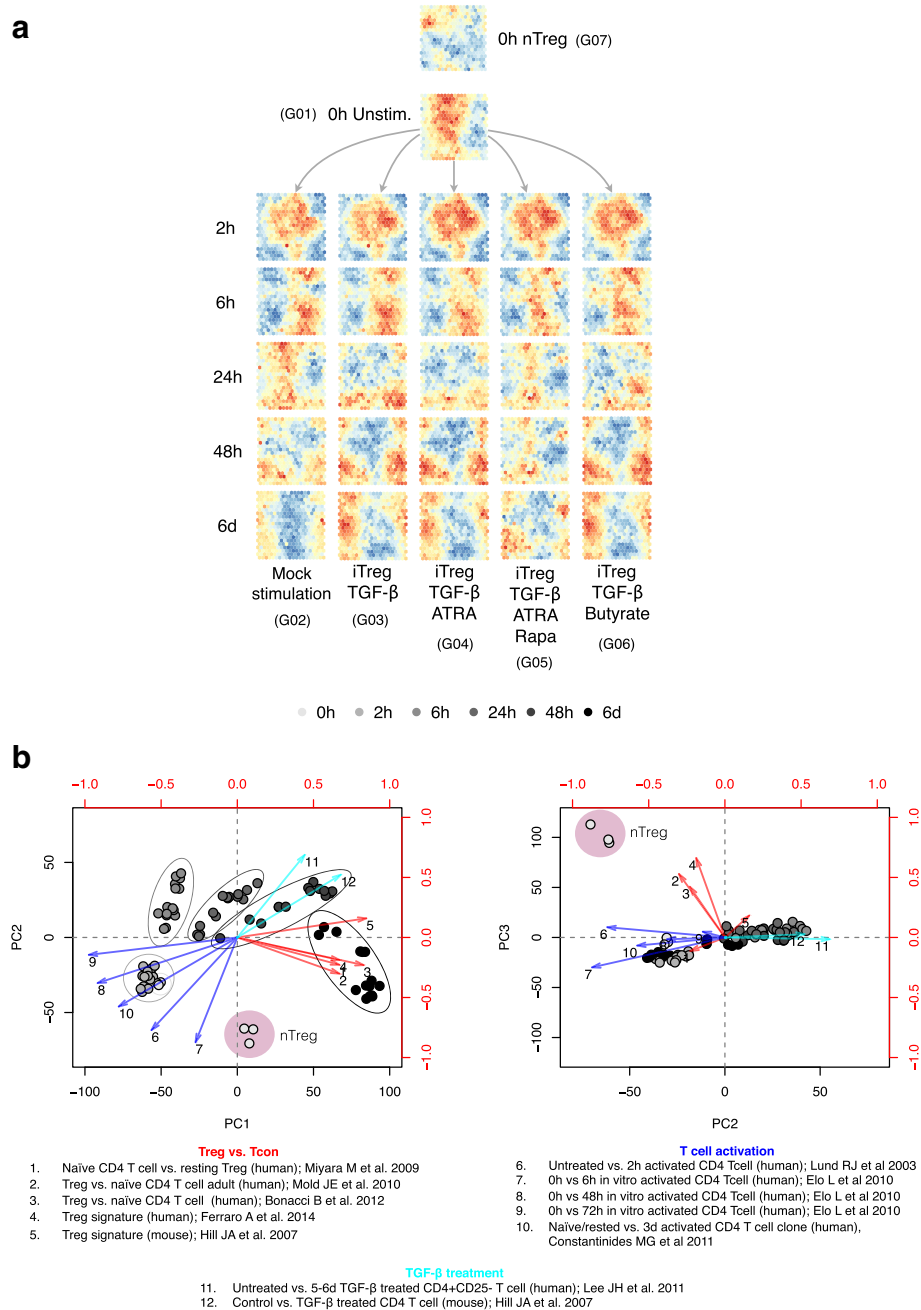 a
0h nTreg (G07)
(G01) 0h Unstim.
2h
6h
24h
48h
6d
Mock stimulation (G02)
iTreg TGF-β (G03)
iTreg TGF-β ATRA (G04)
iTreg TGF-β ATRA Rapa (G05)
iTreg TGF-β Butyrate (G06)
0h 2h 6h 24h 48h 6d
b
−1.0 −0.5 0.0 0.5 1.0
50
0
−50
PC2
1.0
0.5
0.0
−0.5
−1.0
11
12
5
4
3
2
9
8
10
6
7
nTreg
−100 −50 0 50 100
PC1
−1.0 −0.5 0.0 0.5 1.0
100
50
0
−50
−100
PC3
1.0
0.5
0.0
−0.5
−1.0
nTreg
4
2
3
5
6
8
9
10
7
12
11
−50 0 50
PC2
Treg vs. Tcon
1. Naïve CD4 T cell vs. resting Treg (human); Miyara M et al. 2009
2. Treg vs. naïve CD4 T cell adult (human); Mold JE et al. 2010
3. Treg vs. naïve CD4 T cell (human); Bonacci B et al. 2012
4. Treg signature (human); Ferraro A et al. 2014
5. Treg signature (mouse); Hill JA et al. 2007
T cell activation
6. Untreated vs. 2h activated CD4 Tcell (human); Lund RJ et al 2003
7. 0h vs 6h in vitro activated CD4 Tcell (human); Elo L et al 2010
8. 0h vs 48h in vitro activated CD4 Tcell (human); Elo L et al 2010
9. 0h vs 72h in vitro activated CD4 Tcell (human); Elo L et al 2010
10. Naïve/rested vs. 3d activated CD4 T cell clone (human),
Constantinides MG et al 2011
TGF-β treatment
11. Untreated vs. 5-6d TGF-β treated CD4+CD25- T cell (human); Lee JH et al. 2011
12. Control vs. TGF-β treated CD4 T cell (mouse); Hill JA et al. 2007